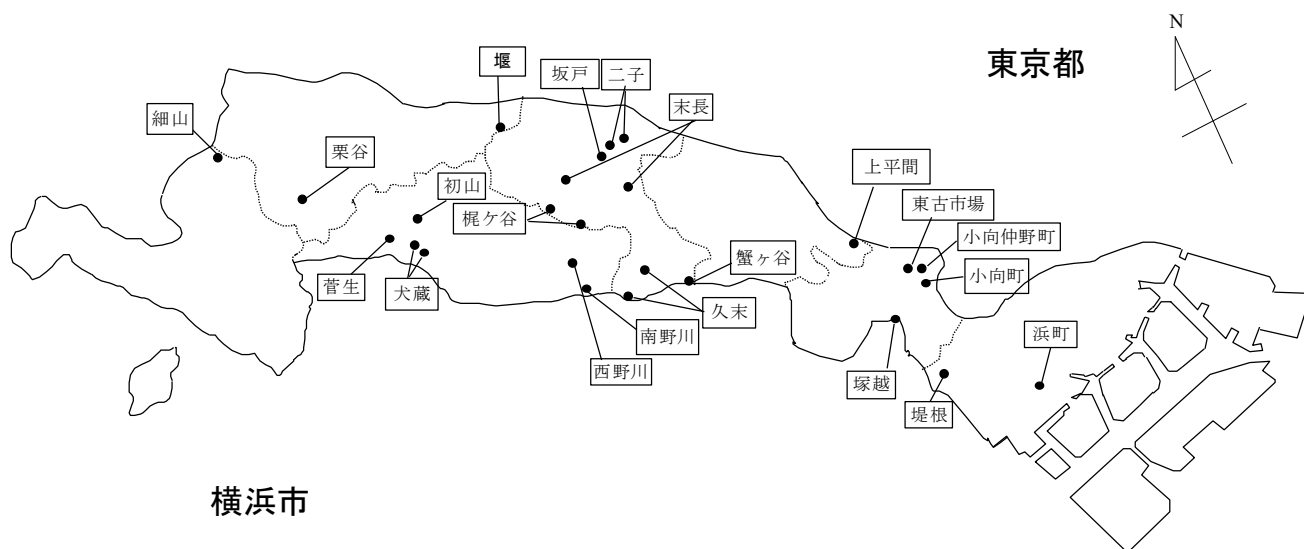 N
東京都
堰
坂戸
二子
末長
細山
栗谷
初山
梶ケ谷
上平間
東古市場
小向仲野町
小向町
蟹ヶ谷
菅生
犬蔵
久末
南野川
西野川
浜町
塚越
堤根
横浜市